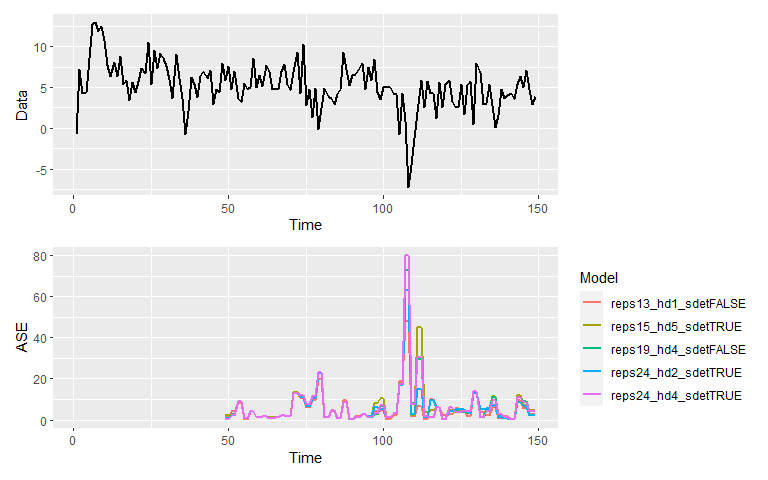 10
5
0
-5
Data
0
50
100
150
Time
80
60
40
20
0
ASE
0
50
100
150
Time
Model
reps13_hd1_sdetFALSE
reps15_hd5_sdetTRUE
reps19_hd4_sdetFALSE
reps24_hd2_sdetTRUE
reps24_hd4_sdetTRUE